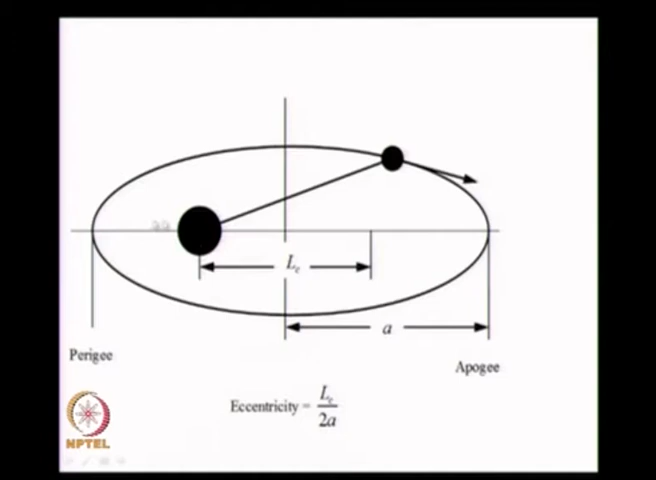 Lₑ
a
Perigee
Apogee
Eccentricity = Lₑ/2a
NPTEL